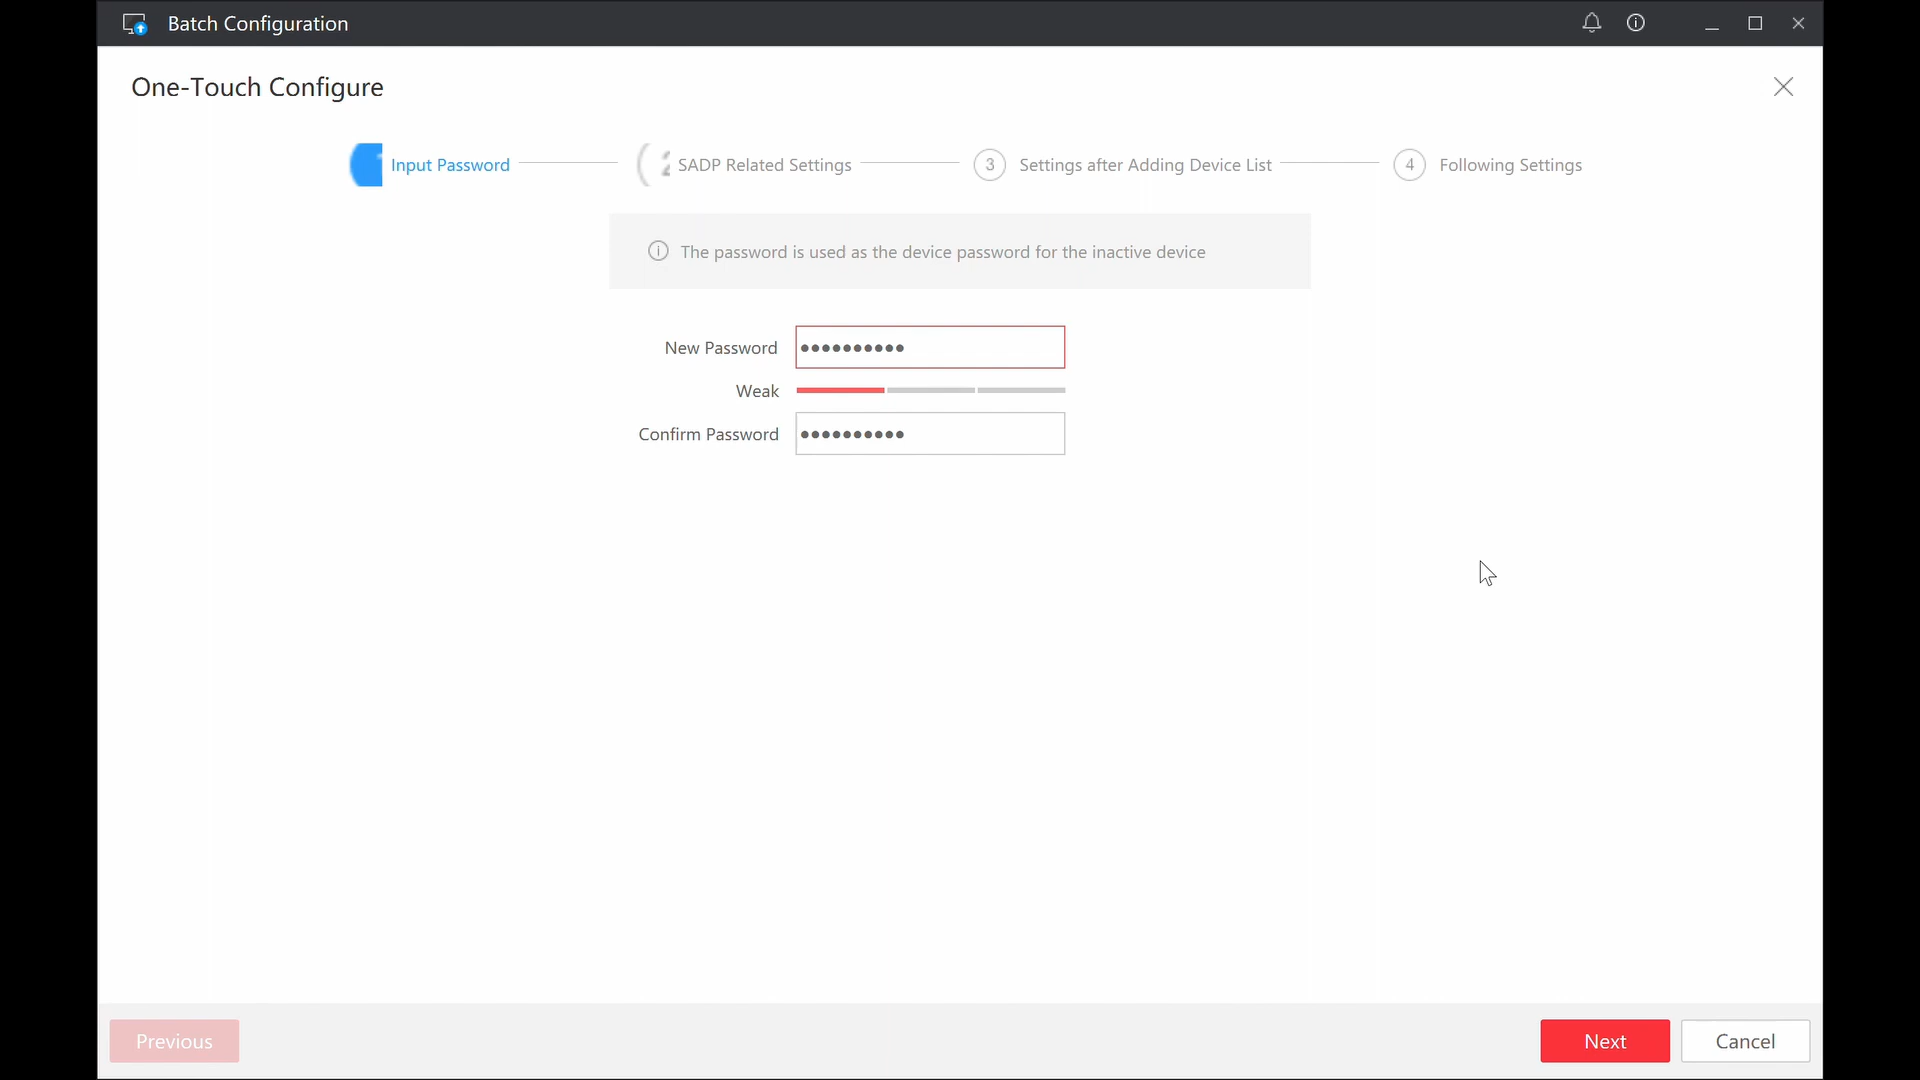 Batch Configuration
One-Touch Configure
Input Password
2 SADP Related Settings
3 Settings after Adding Device List
4 Following Settings
The password is used as the device password for the inactive device
New Password ••••••••••
Weak
Confirm Password ••••••••••
Previous
Next
Cancel